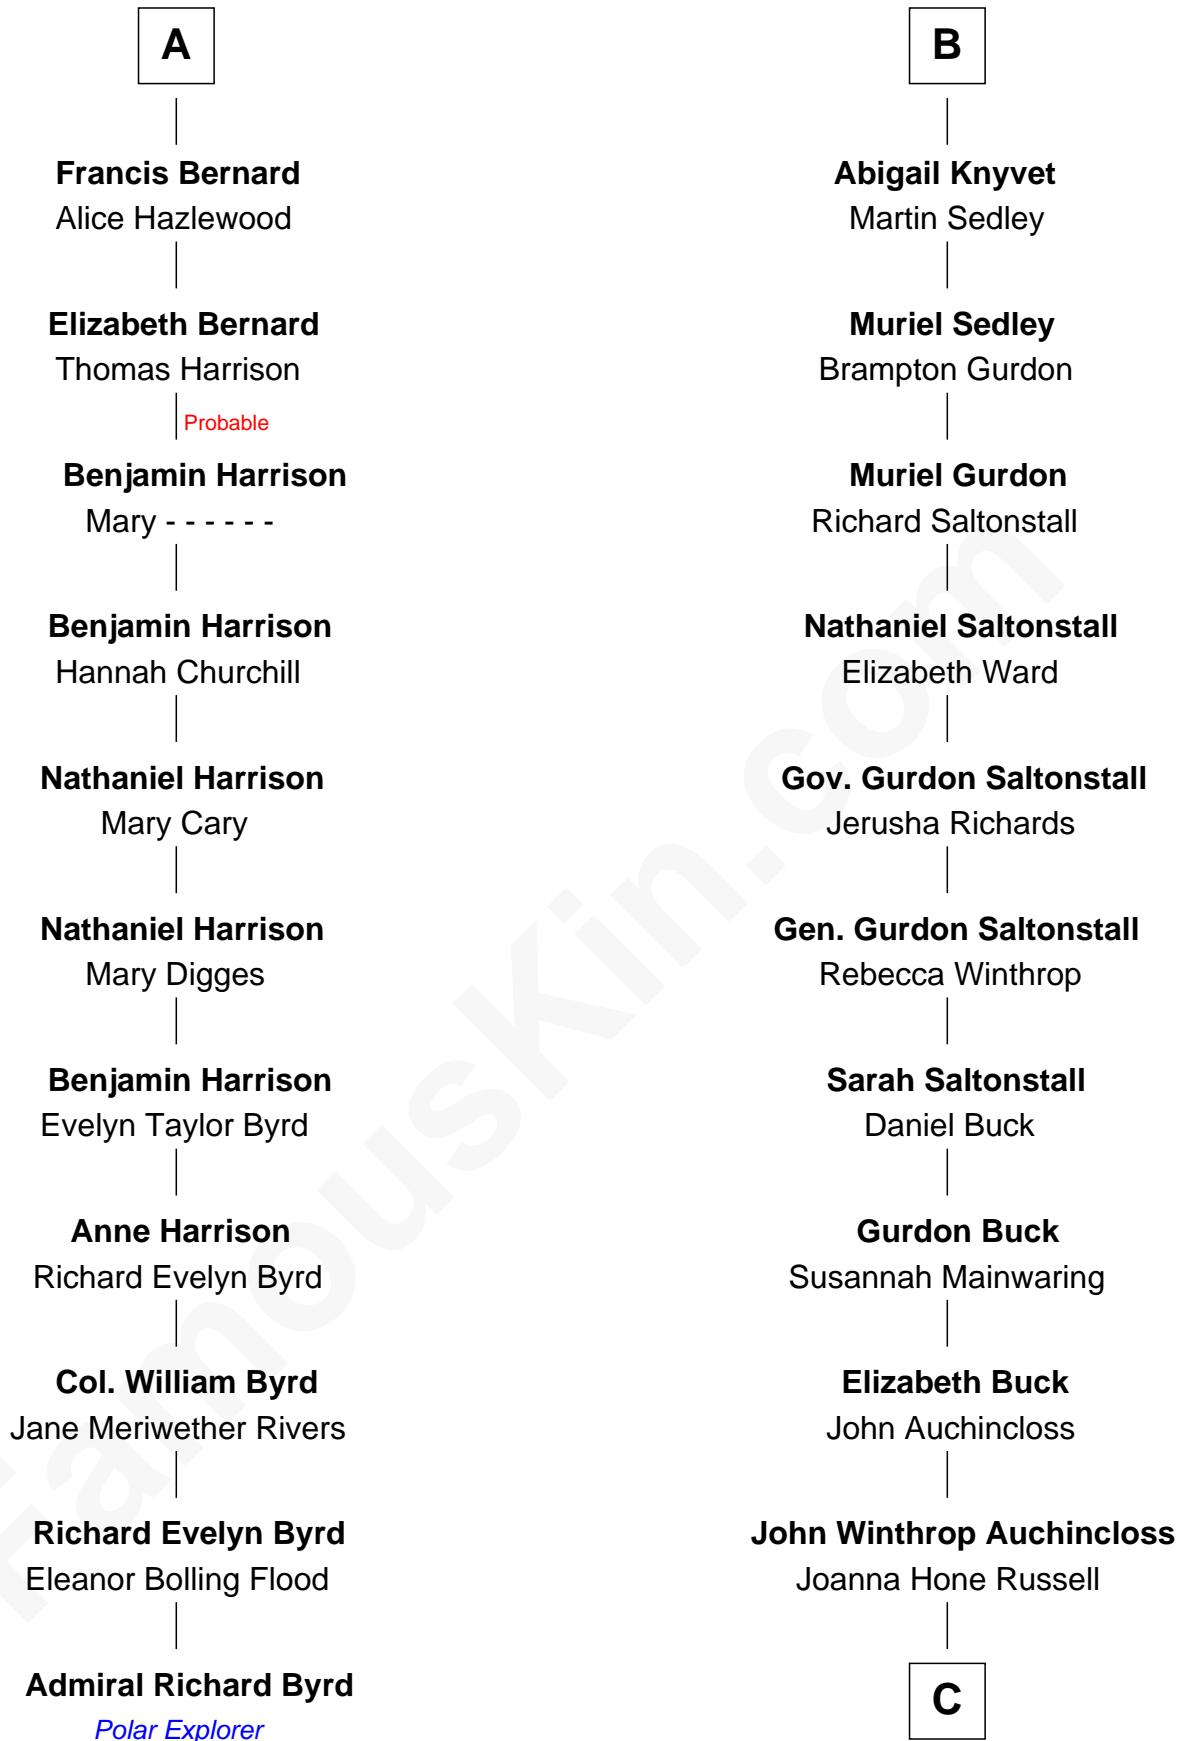 A
Francis Bernard
Alice Hazlewood
Elizabeth Bernard
Thomas Harrison
Probable
Benjamin Harrison
Mary - - - - - -
Benjamin Harrison
Hannah Churchill
Nathaniel Harrison
Mary Cary
Nathaniel Harrison
Mary Digges
Benjamin Harrison
Evelyn Taylor Byrd
Anne Harrison
Richard Evelyn Byrd
Col. William Byrd
Jane Meriwether Rivers
Richard Evelyn Byrd
Eleanor Bolling Flood
Admiral Richard Byrd
Polar Explorer
B
Abigail Knyvet
Martin Sedley
Muriel Sedley
Brampton Gurdon
Muriel Gurdon
Richard Saltonstall
Nathaniel Saltonstall
Elizabeth Ward
Gov. Gurdon Saltonstall
Jerusha Richards
Gen. Gurdon Saltonstall
Rebecca Winthrop
Sarah Saltonstall
Daniel Buck
Gurdon Buck
Susannah Mainwaring
Elizabeth Buck
John Auchincloss
John Winthrop Auchincloss
Joanna Hone Russell
C
FamousKin.com